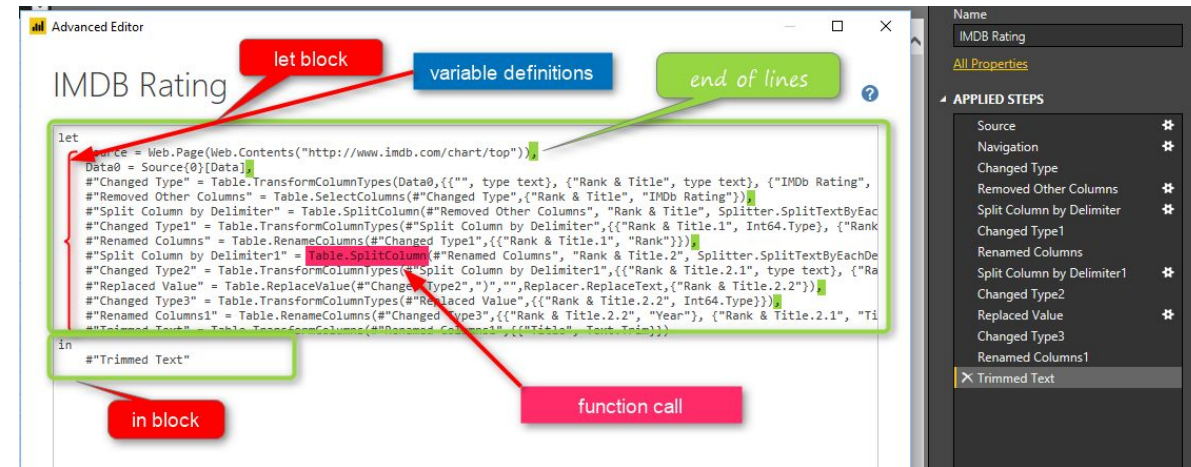 Advanced Editor
let block
variable definitions
end of lines
IMDB Rating
let
Source = Web.Page(Web.Contents("http://www.imdb.com/chart/top")),
Data0 = Source{0}[Data],
#"Changed Type" = Table.TransformColumnTypes(Data0,{{"", type text}, {"Rank & Title", type text}, {"IMDb Rating",
#"Removed Other Columns" = Table.SelectColumns(#"Changed Type",{"Rank & Title", "IMDb Rating"}),
#"Split Column by Delimiter" = Table.SplitColumn(#"Removed Other Columns", "Rank & Title", Splitter.SplitTextByEac
#"Changed Type1" = Table.TransformColumnTypes(#"Split Column by Delimiter",{{"Rank & Title.1", Int64.Type}, {"Rank
#"Renamed Columns" = Table.RenameColumns(#"Changed Type1",{{"Rank & Title.1", "Rank"}}),
#"Split Column by Delimiter1" = Table.SplitColumn(#"Renamed Columns", "Rank & Title.2", Splitter.SplitTextByEachDe
#"Changed Type2" = Table.TransformColumnTypes(#"Split Column by Delimiter1",{{"Rank & Title.2.1", type text}, {"Ra
#"Replaced Value" = Table.ReplaceValue(#"Changed Type2",")","",Replacer.ReplaceText,{"Rank & Title.2.2"}),
#"Changed Type3" = Table.TransformColumnTypes(#"Replaced Value",{{"Rank & Title.2.2", Int64.Type}}),
#"Renamed Columns1" = Table.RenameColumns(#"Changed Type3",{{"Rank & Title.2.2", "Year"}, {"Rank & Title.2.1", "Ti
#"Trimmed Text" = Table.TransformColumns(#"Renamed Columns1",{{"Title", Text.Trim}})
in
#"Trimmed Text"
in block
function call
Name
IMDB Rating
All Properties
APPLIED STEPS
Source
Navigation
Changed Type
Removed Other Columns
Split Column by Delimiter
Changed Type1
Renamed Columns
Split Column by Delimiter1
Changed Type2
Replaced Value
Changed Type3
Renamed Columns1
Trimmed Text